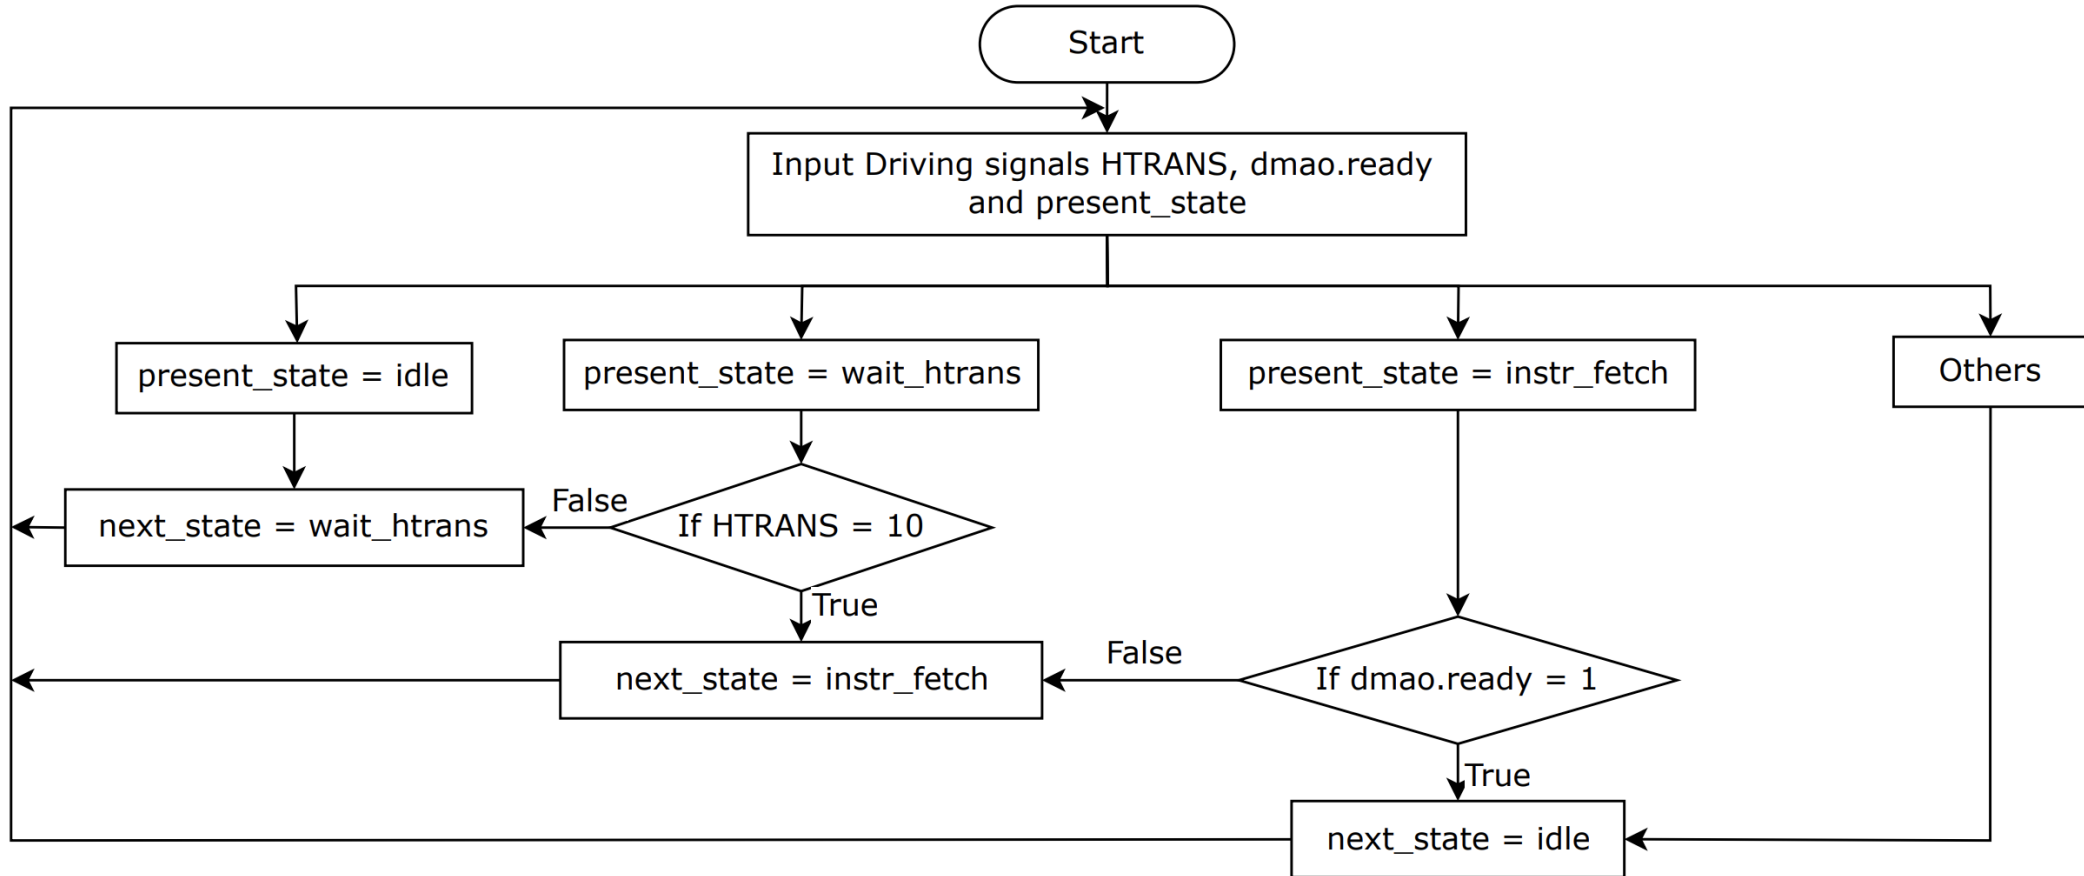 Start
Input Driving signals HTRANS, dmao.ready
and present_state
present_state = idle
present_state = wait_htrans
present_state = instr_fetch
Others
next_state = wait_htrans
False
If HTRANS = 10
True
next_state = instr_fetch
False
If dmao.ready = 1
True
next_state = idle